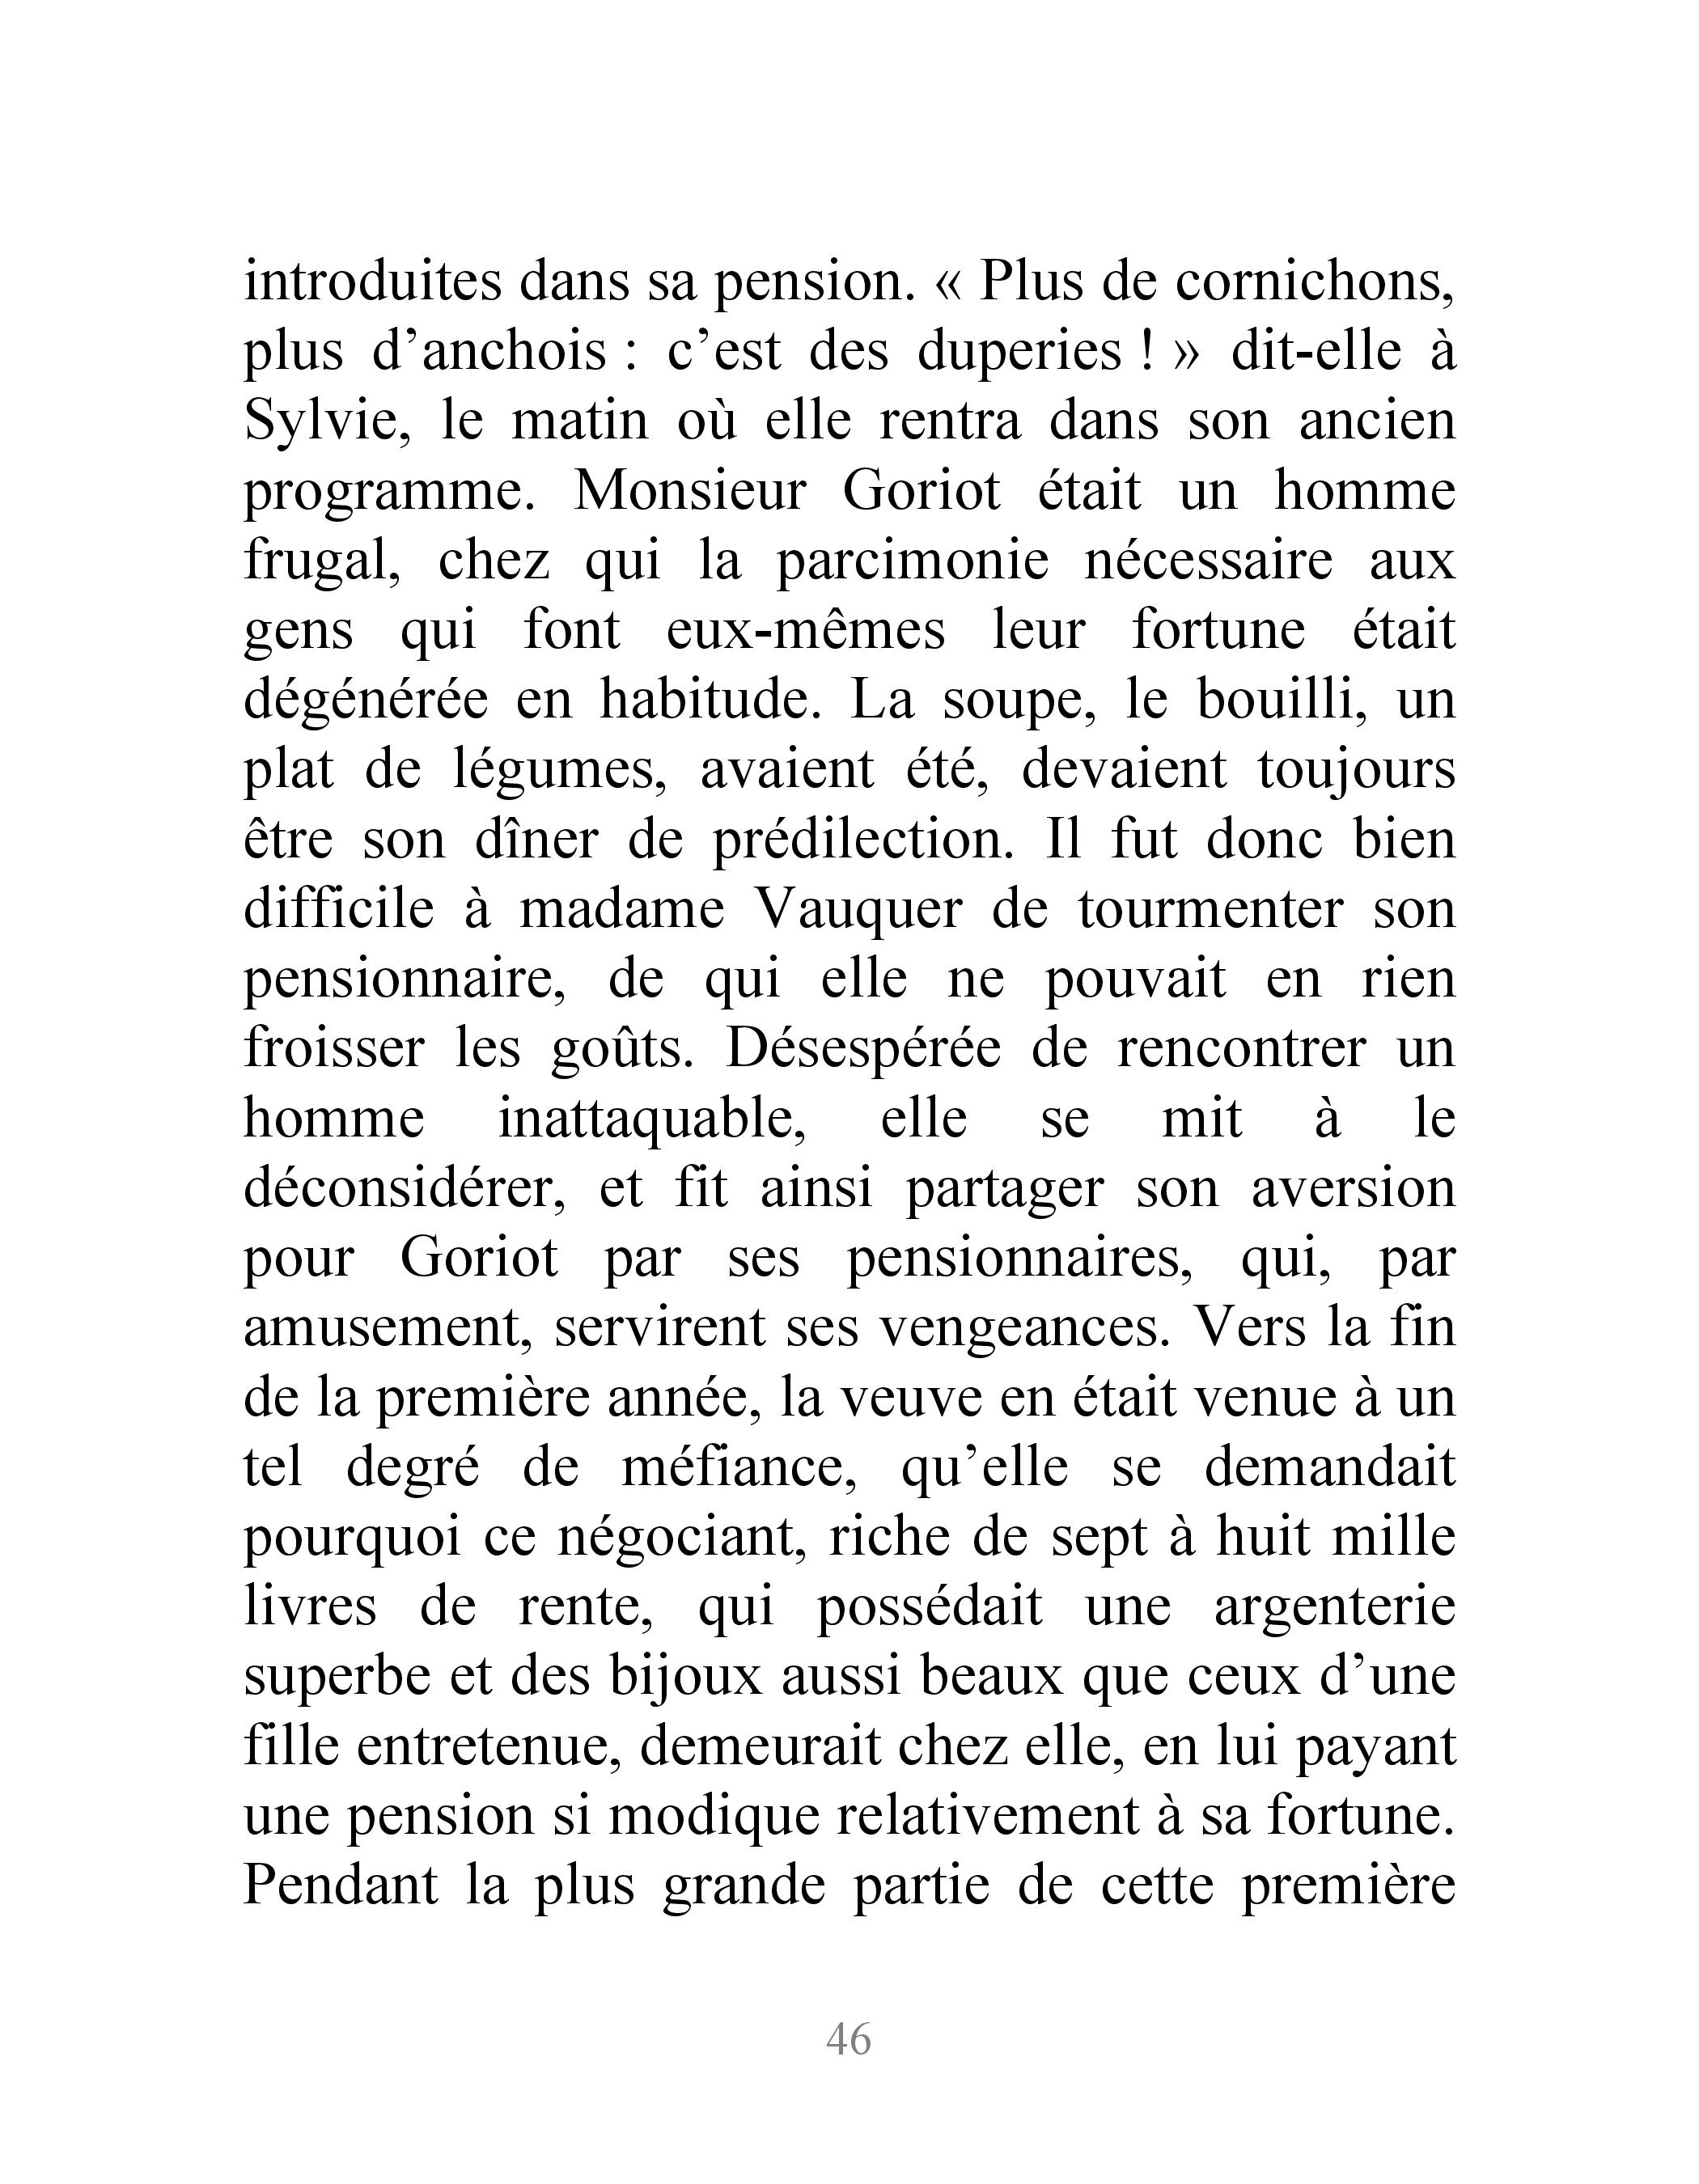 introduites dans sa pension. « Plus de cornichons,
plus d’anchois : c’est des duperies ! » dit-elle à
Sylvie, le matin où elle rentra dans son ancien
programme. Monsieur Goriot était un homme
frugal, chez qui la parcimonie nécessaire aux
gens qui font eux-mêmes leur fortune était
dégénérée en habitude. La soupe, le bouilli, un
plat de légumes, avaient été, devaient toujours
être son dîner de prédilection. Il fut donc bien
difficile à madame Vauquer de tourmenter son
pensionnaire, de qui elle ne pouvait en rien
froisser les goûts. Désespérée de rencontrer un
homme inattaquable, elle se mit à le
déconsidérer, et fit ainsi partager son aversion
pour Goriot par ses pensionnaires, qui, par
amusement, servirent ses vengeances. Vers la fin
de la première année, la veuve en était venue à un
tel degré de méfiance, qu’elle se demandait
pourquoi ce négociant, riche de sept à huit mille
livres de rente, qui possédait une argenterie
superbe et des bijoux aussi beaux que ceux d’une
fille entretenue, demeurait chez elle, en lui payant
une pension si modique relativement à sa fortune.
Pendant la plus grande partie de cette première
46